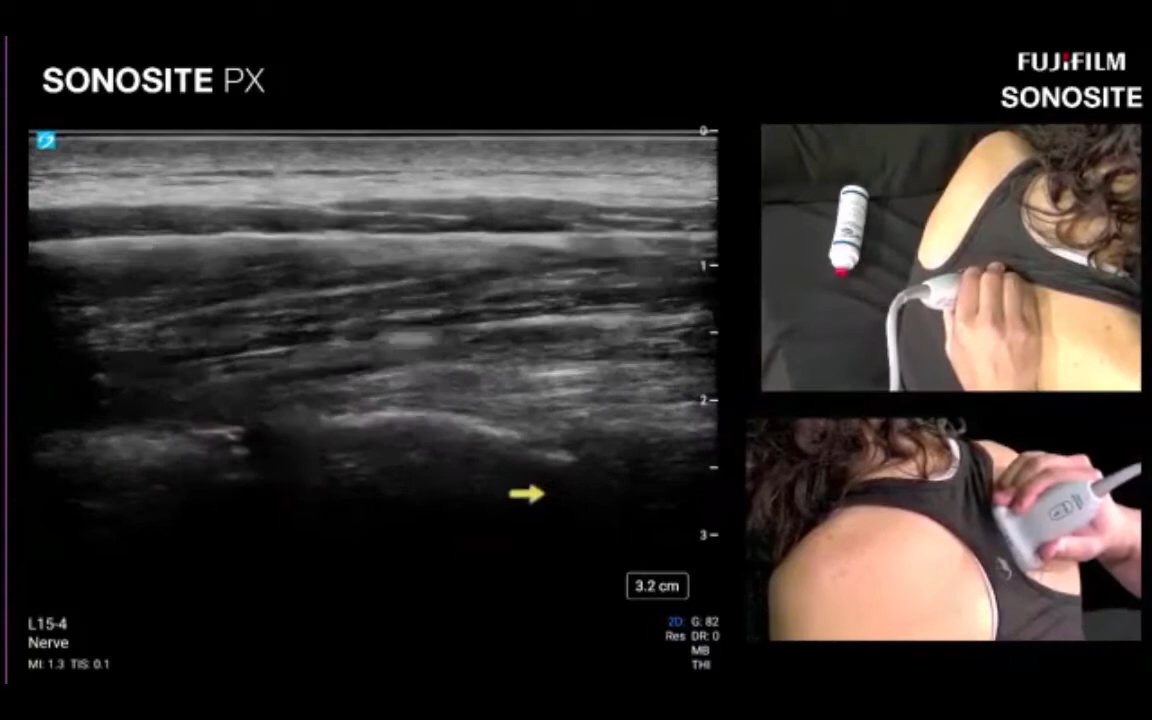 SONOSITE PX
FUJIFILM
SONOSITE
0
1
2
3
3.2 cm
L15-4
Nerve
MI: 1.3 TIS: 0.1
2D: G: 82
Res DR: 0
MB
THI